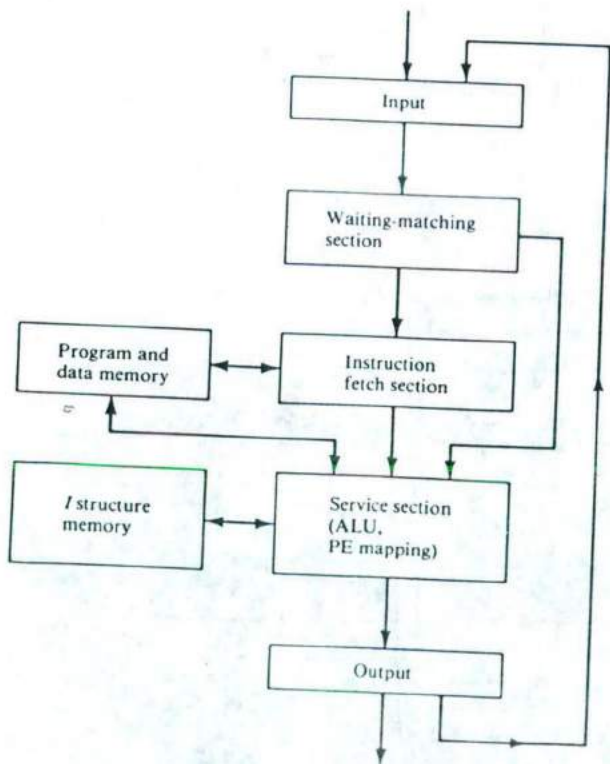 Input
Waiting-matching
section
Program and
data memory
Instruction
fetch section
I structure
memory
Service section
(ALU,
PE mapping)
Output